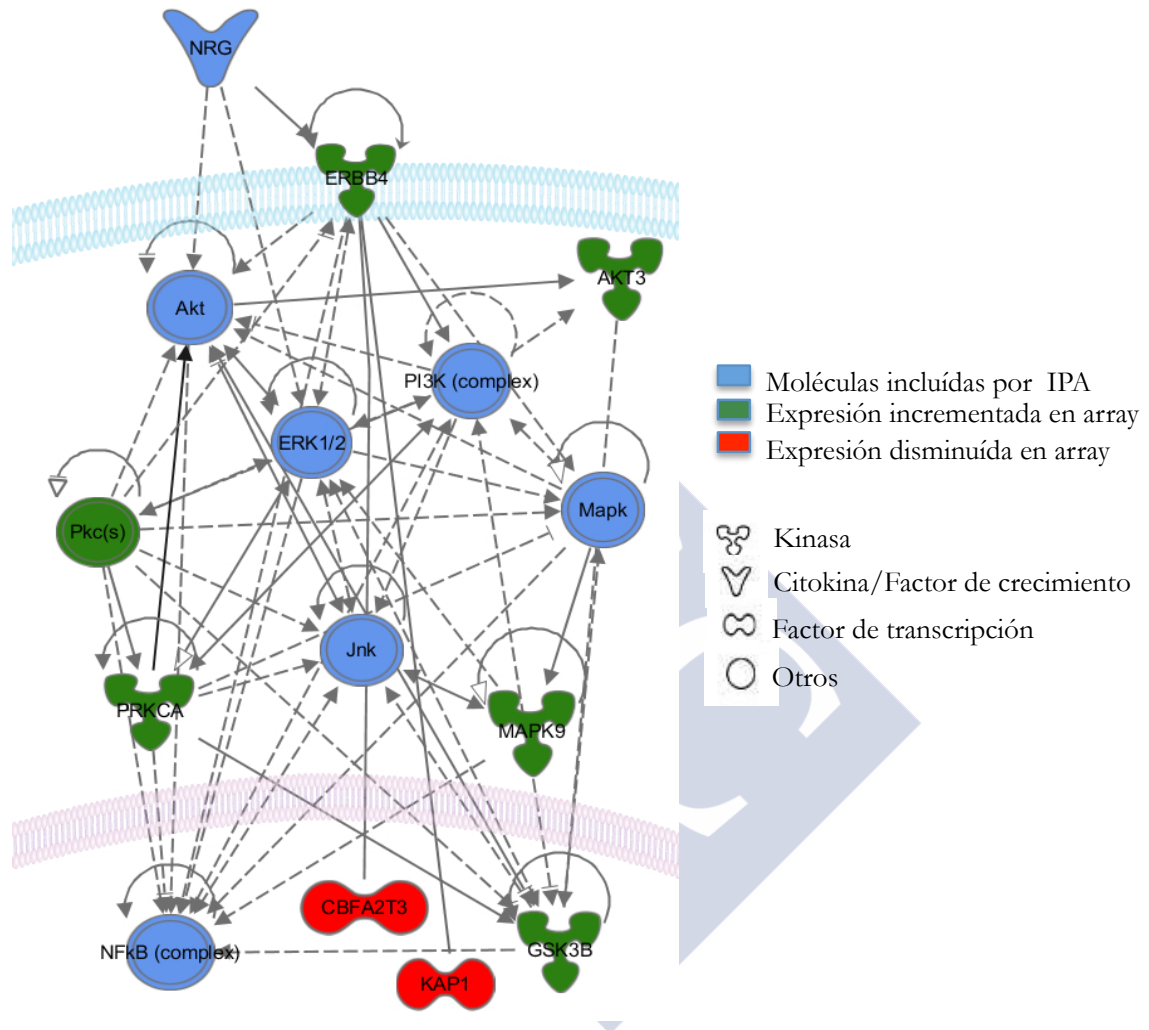 NRG
ERBB4
AKT3
Akt
PI3K (complex)
ERK1/2
Mapk
Pkc(s)
Jnk
PRKCA
MAPK9
CBFA2T3
NFkB (complex)
GSK3B
KAP1
Moléculas incluídas por IPA
Expresión incrementada en array
Expresión disminuída en array
Kinasa
Citokina/Factor de crecimiento
Factor de transcripción
Otros